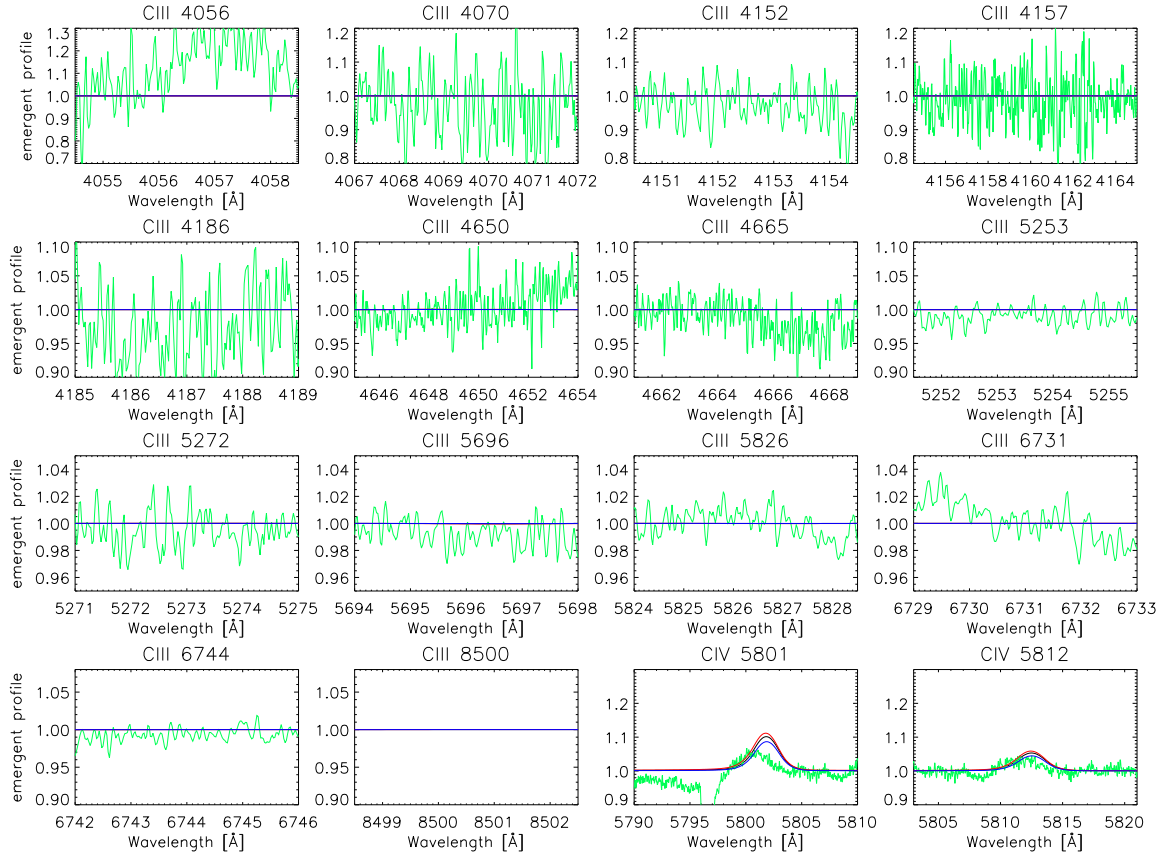 CIII 4056 CIII 4070 CIII 4152 CIII 4157
emergent profile
1.3 1.2 1.1 1.0 0.9 0.8 0.7
1.2 1.1 1.0 0.9 0.8
1.2 1.1 1.0 0.9 0.8
1.2 1.1 1.0 0.9 0.8
4055 4056 4057 4058
4067 4068 4069 4070 4071 4072
4151 4152 4153 4154
4156 4158 4160 4162 4164
Wavelength [Å] Wavelength [Å] Wavelength [Å] Wavelength [Å]
CIII 4186 CIII 4650 CIII 4665 CIII 5253
emergent profile
1.10 1.05 1.00 0.95 0.90
1.10 1.05 1.00 0.95 0.90
1.10 1.05 1.00 0.95 0.90
1.10 1.05 1.00 0.95 0.90
4185 4186 4187 4188 4189
4646 4648 4650 4652 4654
4662 4664 4666 4668
5252 5253 5254 5255
Wavelength [Å] Wavelength [Å] Wavelength [Å] Wavelength [Å]
CIII 5272 CIII 5696 CIII 5826 CIII 6731
emergent profile
1.04 1.02 1.00 0.98 0.96
1.04 1.02 1.00 0.98 0.96
1.04 1.02 1.00 0.98 0.96
1.04 1.02 1.00 0.98 0.96
5271 5272 5273 5274 5275
5694 5695 5696 5697 5698
5824 5825 5826 5827 5828
6729 6730 6731 6732 6733
Wavelength [Å] Wavelength [Å] Wavelength [Å] Wavelength [Å]
CIII 6744 CIII 8500 CIV 5801 CIV 5812
emergent profile
1.05 1.00 0.95 0.90
1.05 1.00 0.95 0.90
1.2 1.1 1.0 0.9
1.2 1.1 1.0 0.9
6742 6743 6744 6745 6746
8499 8500 8501 8502
5790 5795 5800 5805 5810
5805 5810 5815 5820
Wavelength [Å] Wavelength [Å] Wavelength [Å] Wavelength [Å]